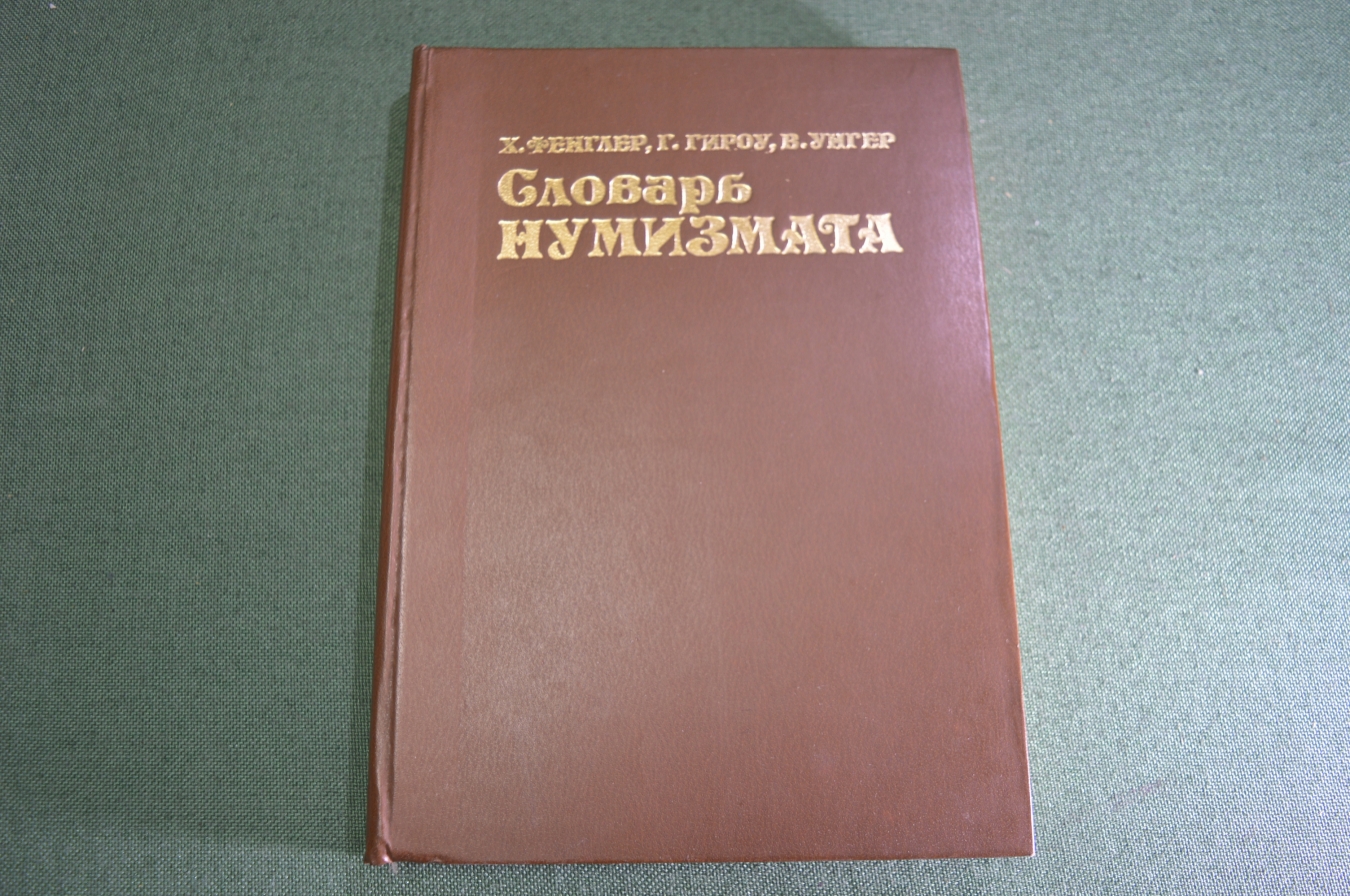 Х. ФЕНГЛЕР, Г. ГИРОУ, В. УНГЕР
Словарь
НУМИЗМАТА